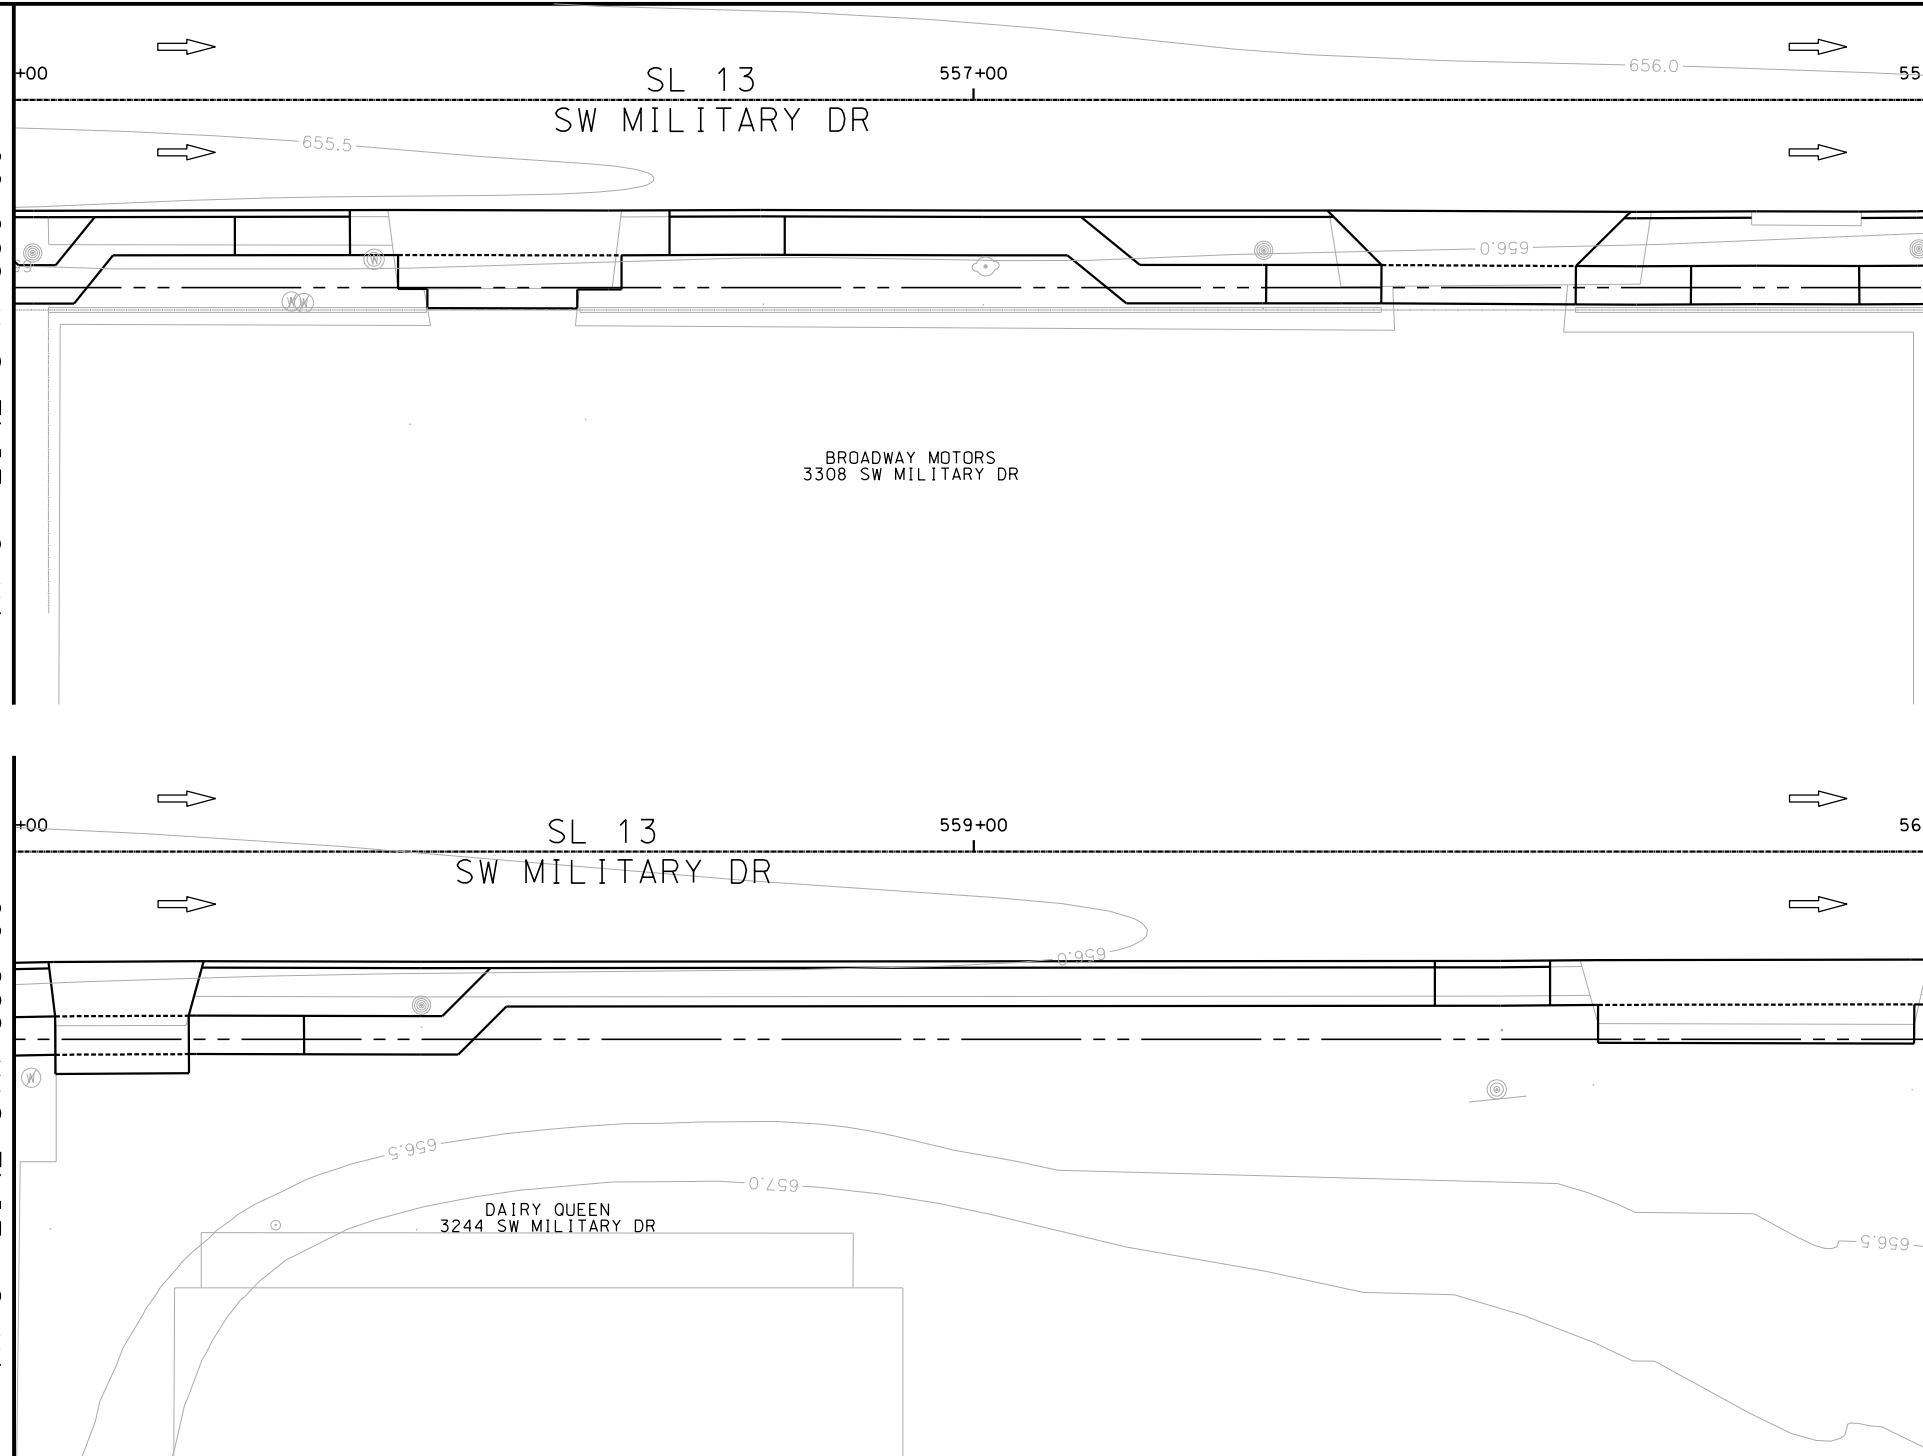 +00
SL 13
557+00
656.0
55
SW MILITARY DR
655.5
656.0
W
W W
BROADWAY MOTORS
3308 SW MILITARY DR
+00
SL 13
559+00
56
SW MILITARY DR
656.0
W
656.5
657.0
DAIRY QUEEN
3244 SW MILITARY DR
656.5